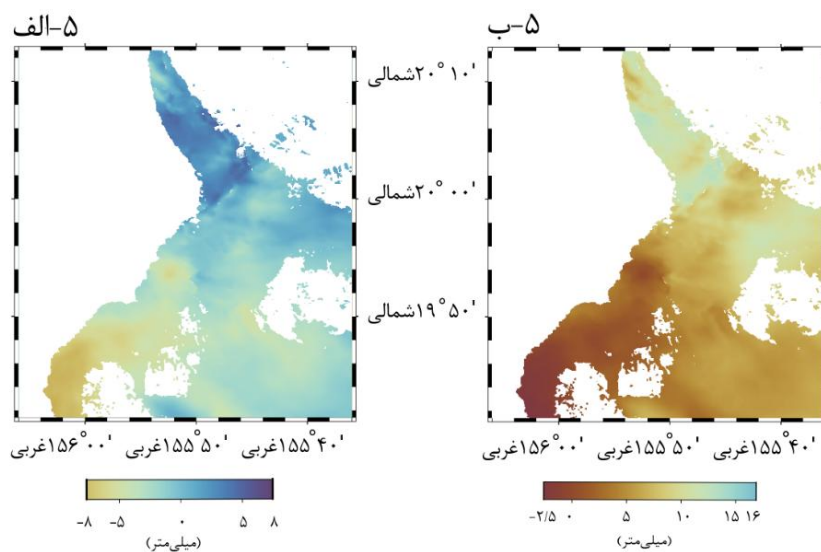 ۵-الف
۵-ب
۲۰°۱۰'شمالی
۲۰°۰۰'شمالی
۱۹°۵۰'شمالی
۱۵۶°۰۰'غربی
۱۵۵°۵۰'غربی
۱۵۵°۴۰'غربی
۱۵۶°۰۰'غربی
۱۵۵°۵۰'غربی
۱۵۵°۴۰'غربی
-۸ -۵ ۰ ۵ ۸
(میلی‌متر)
-۲/۵ ۰ ۵ ۱۰ ۱۵ ۱۶
(میلی‌متر)